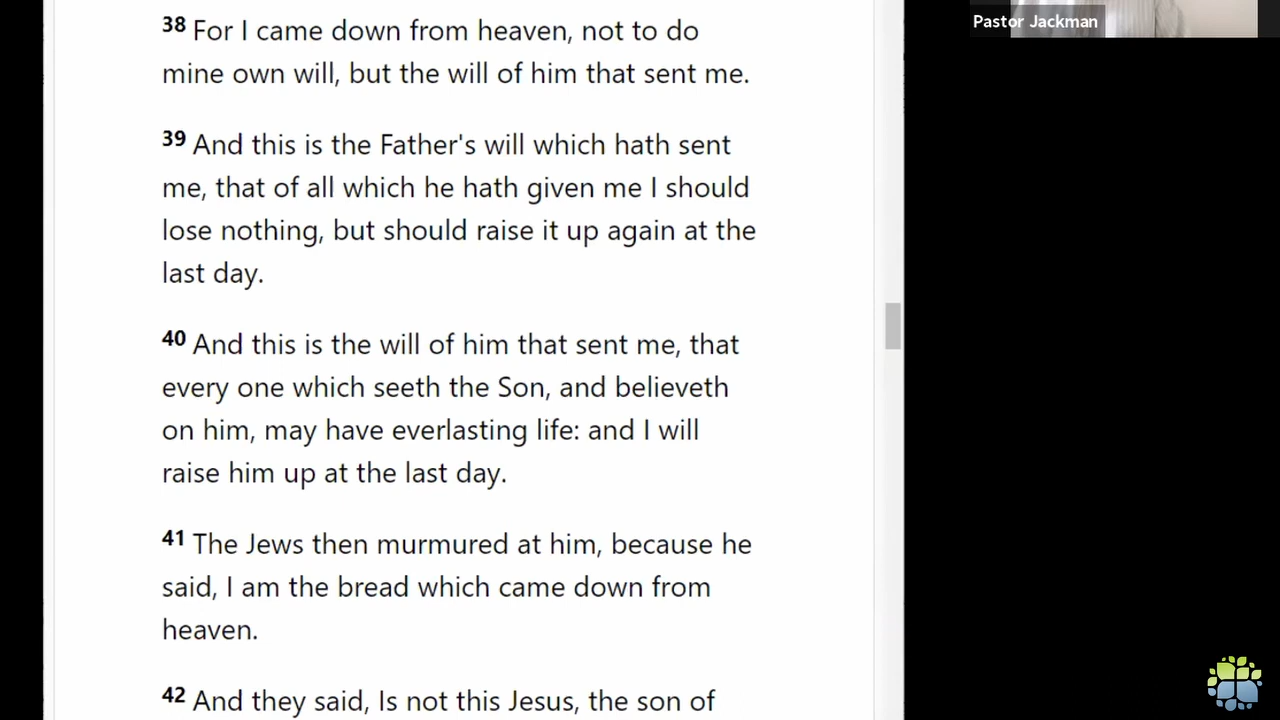 Pastor Jackman
38 For I came down from heaven, not to do
mine own will, but the will of him that sent me.
39 And this is the Father's will which hath sent
me, that of all which he hath given me I should
lose nothing, but should raise it up again at the
last day.
40 And this is the will of him that sent me, that
every one which seeth the Son, and believeth
on him, may have everlasting life: and I will
raise him up at the last day.
41 The Jews then murmured at him, because he
said, I am the bread which came down from
heaven.
42 And they said, Is not this Jesus, the son of